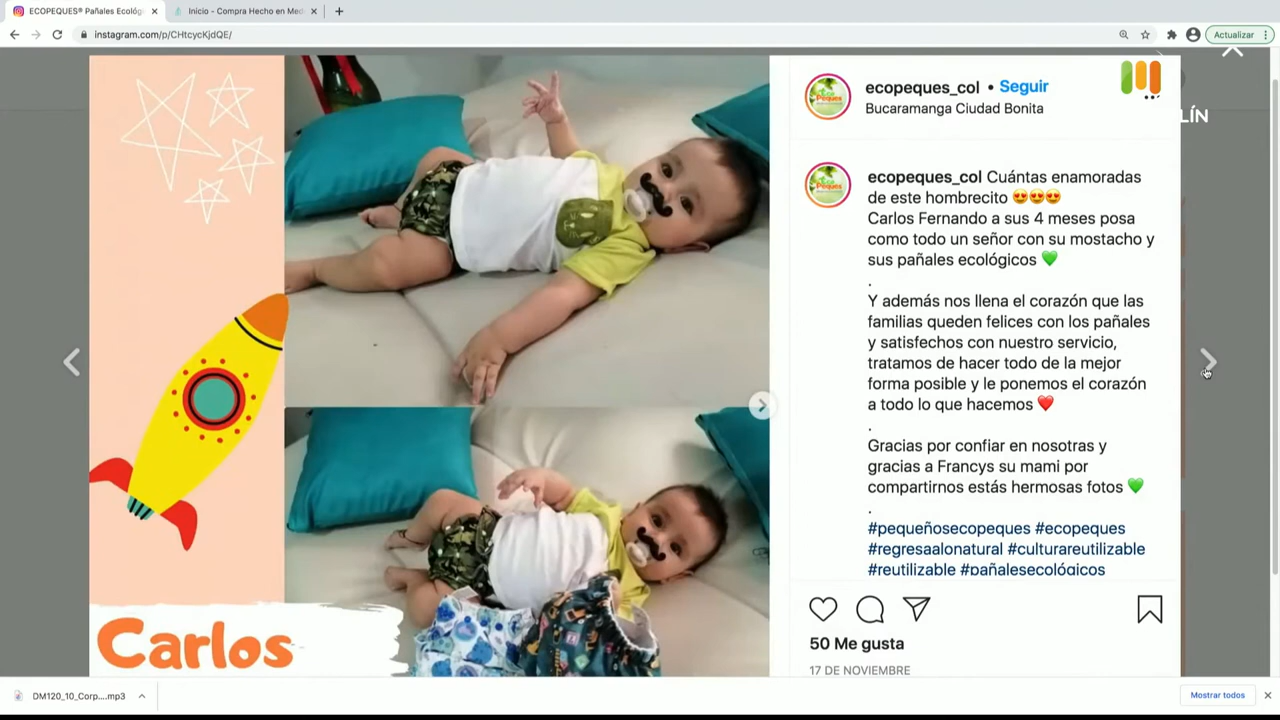 ECOPEQUES® Pañales Ecológi
Inicio - Compra Hecho en Med
instagram.com/p/CHtcycKjdQE/
Actualizar
ecopeques_col • Seguir
Bucaramanga Ciudad Bonita
LÍN
ecopeques_col Cuántas enamoradas
de este hombrecito 😍😍😍
Carlos Fernando a sus 4 meses posa
como todo un señor con su mostacho y
sus pañales ecológicos 💚
.
Y además nos llena el corazón que las
familias queden felices con los pañales
y satisfechos con nuestro servicio,
tratamos de hacer todo de la mejor
forma posible y le ponemos el corazón
a todo lo que hacemos ❤️
.
Gracias por confiar en nosotras y
gracias a Francys su mami por
compartirnos estás hermosas fotos 💚
.
#pequeñosecopeques #ecopeques
#regresaalonatural #culturareutilizable
#reutilizable #pañalesecológicos
50 Me gusta
17 DE NOVIEMBRE
Carlos
DM120_10_Corp....mp3
Mostrar todos